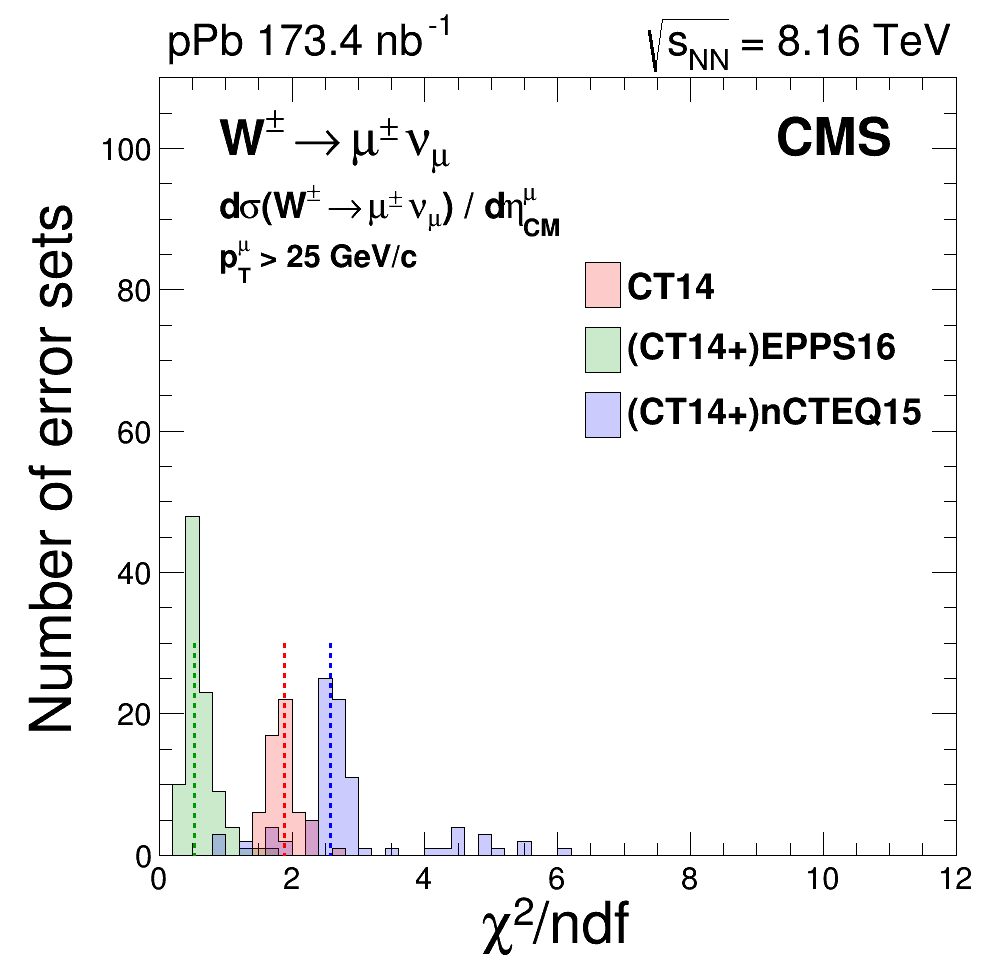 pPb 173.4 nb⁻¹
√s_NN = 8.16 TeV
W± → μ± ν_μ
CMS
dσ(W± → μ± ν_μ) / dη^μ_CM
p^μ_T > 25 GeV/c
CT14
(CT14+)EPPS16
(CT14+)nCTEQ15
Number of error sets
100
80
60
40
20
0
0 2 4 6 8 10 12
χ²/ndf